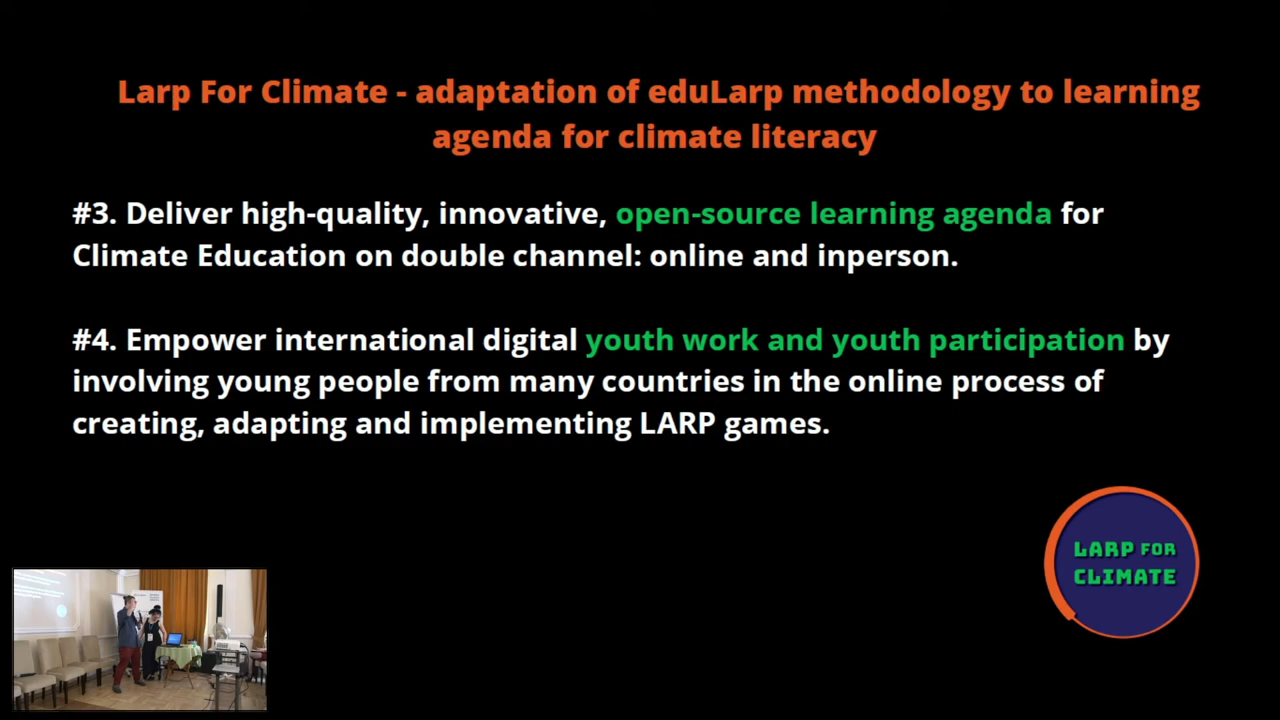 Larp For Climate - adaptation of eduLarp methodology to learning
agenda for climate literacy
#3. Deliver high-quality, innovative, open-source learning agenda for
Climate Education on double channel: online and inperson.
#4. Empower international digital youth work and youth participation by
involving young people from many countries in the online process of
creating, adapting and implementing LARP games.
LARP FOR
CLIMATE